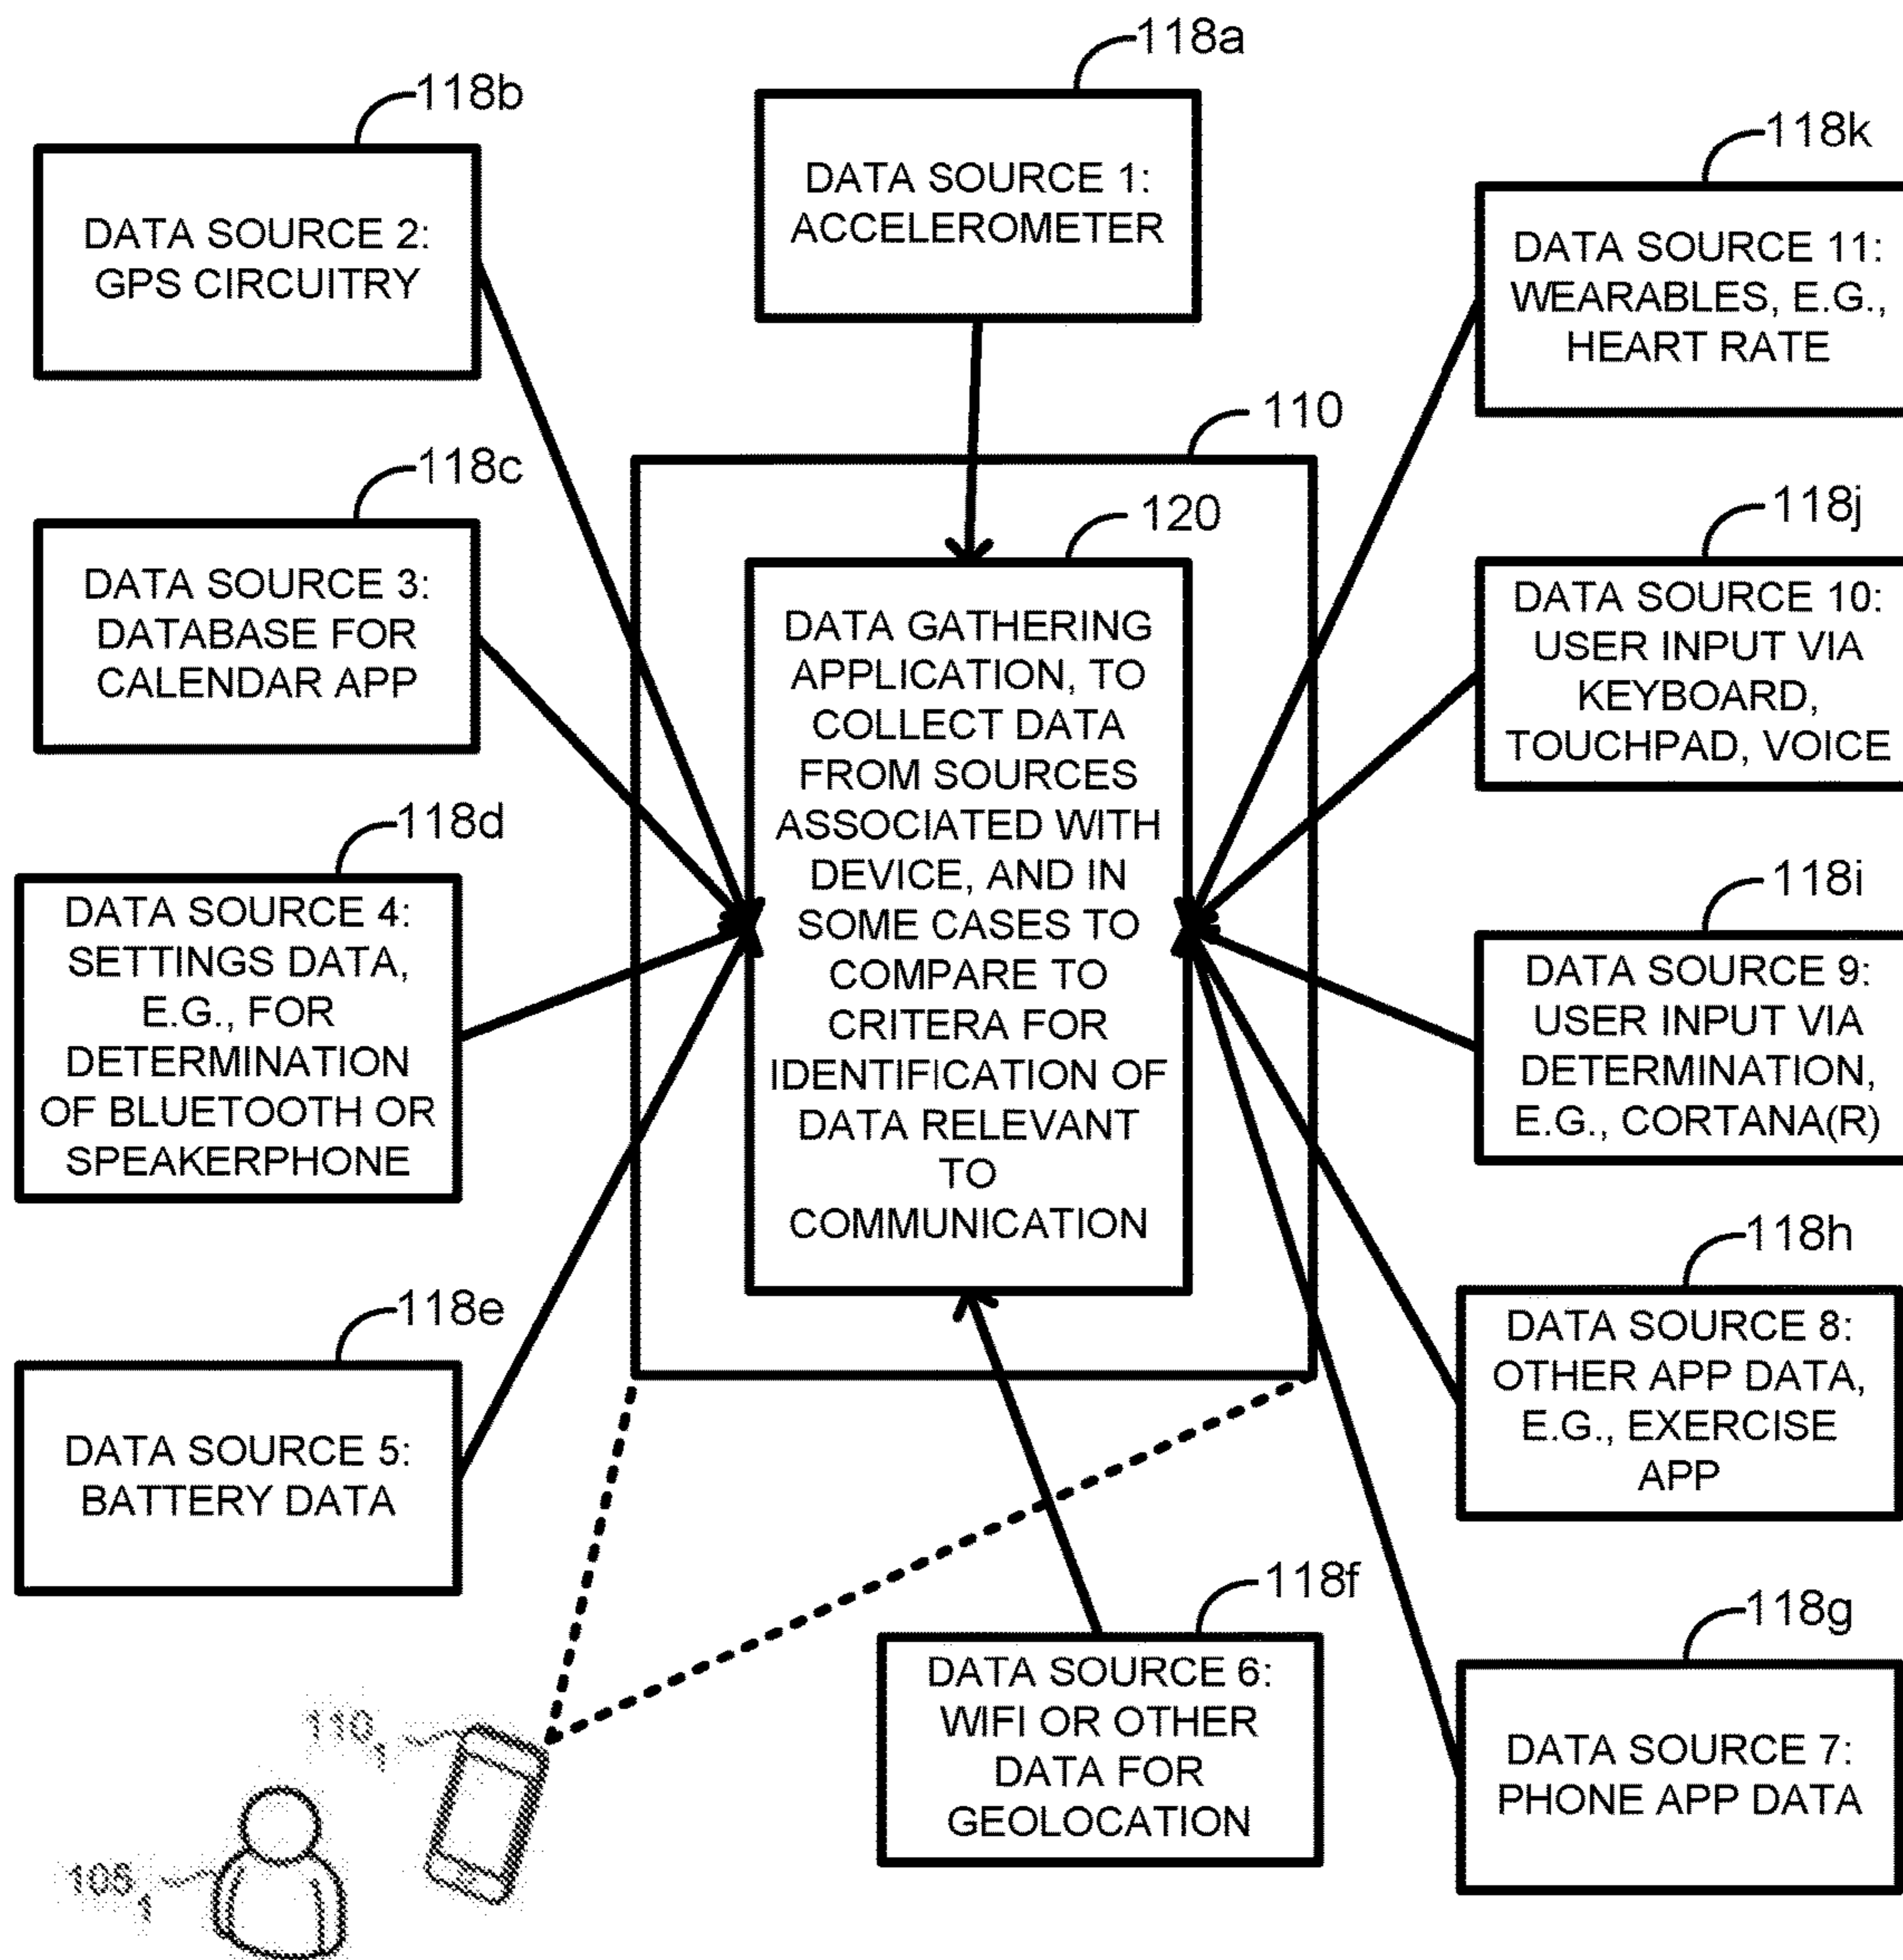 118a
DATA SOURCE 1:
ACCELEROMETER
118b
DATA SOURCE 2:
GPS CIRCUITRY
118c
DATA SOURCE 3:
DATABASE FOR
CALENDAR APP
118d
DATA SOURCE 4:
SETTINGS DATA,
E.G., FOR
DETERMINATION
OF BLUETOOTH OR
SPEAKERPHONE
118e
DATA SOURCE 5:
BATTERY DATA
110
120
DATA GATHERING
APPLICATION, TO
COLLECT DATA
FROM SOURCES
ASSOCIATED WITH
DEVICE, AND IN
SOME CASES TO
COMPARE TO
CRITERA FOR
IDENTIFICATION OF
DATA RELEVANT
TO
COMMUNICATION
118k
DATA SOURCE 11:
WEARABLES, E.G.,
HEART RATE
118j
DATA SOURCE 10:
USER INPUT VIA
KEYBOARD,
TOUCHPAD, VOICE
118i
DATA SOURCE 9:
USER INPUT VIA
DETERMINATION,
E.G., CORTANA(R)
118h
DATA SOURCE 8:
OTHER APP DATA,
E.G., EXERCISE
APP
118g
DATA SOURCE 7:
PHONE APP DATA
118f
DATA SOURCE 6:
WIFI OR OTHER
DATA FOR
GEOLOCATION
110₁
105₁